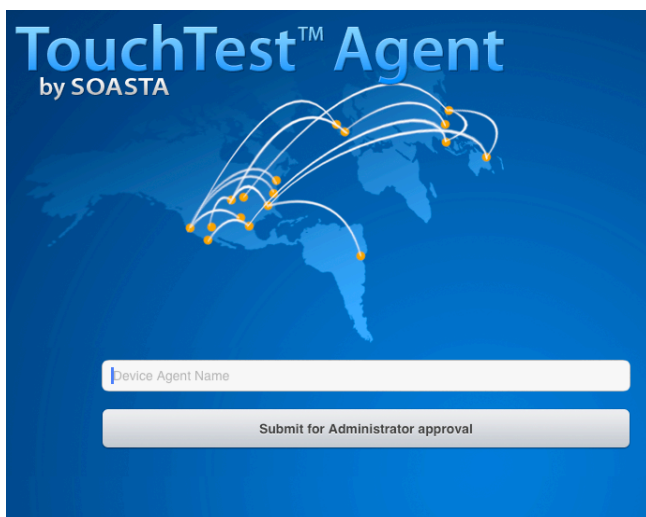 TouchTest™ Agent
by SOASTA
Device Agent Name
Submit for Administrator approval